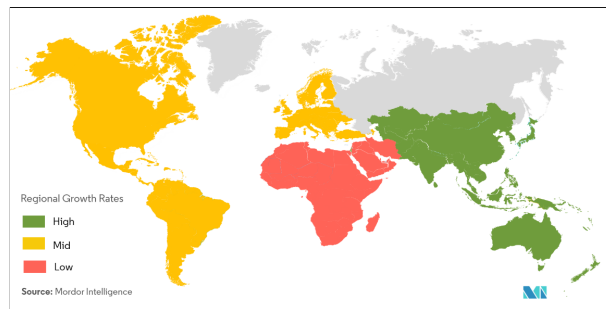 Regional Growth Rates
High
Mid
Low
Source: Mordor Intelligence